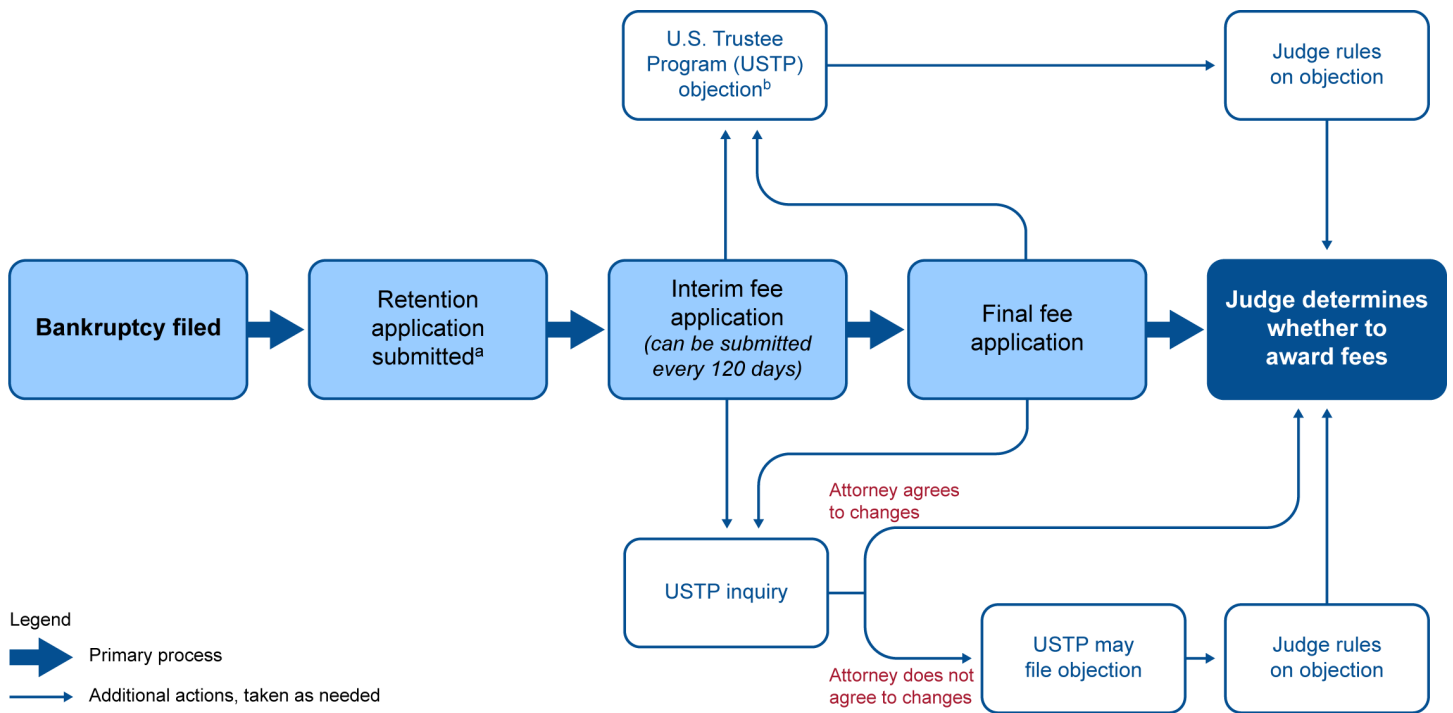 U.S. Trustee
Program (USTP)
objectionᵇ
Judge rules
on objection
Bankruptcy filed
Retention
application
submittedᵃ
Interim fee
application
(can be submitted
every 120 days)
Final fee
application
Judge determines
whether to
award fees
Attorney agrees
to changes
USTP inquiry
Attorney does not
agree to changes
USTP may
file objection
Judge rules
on objection
Legend
Primary process
Additional actions, taken as needed